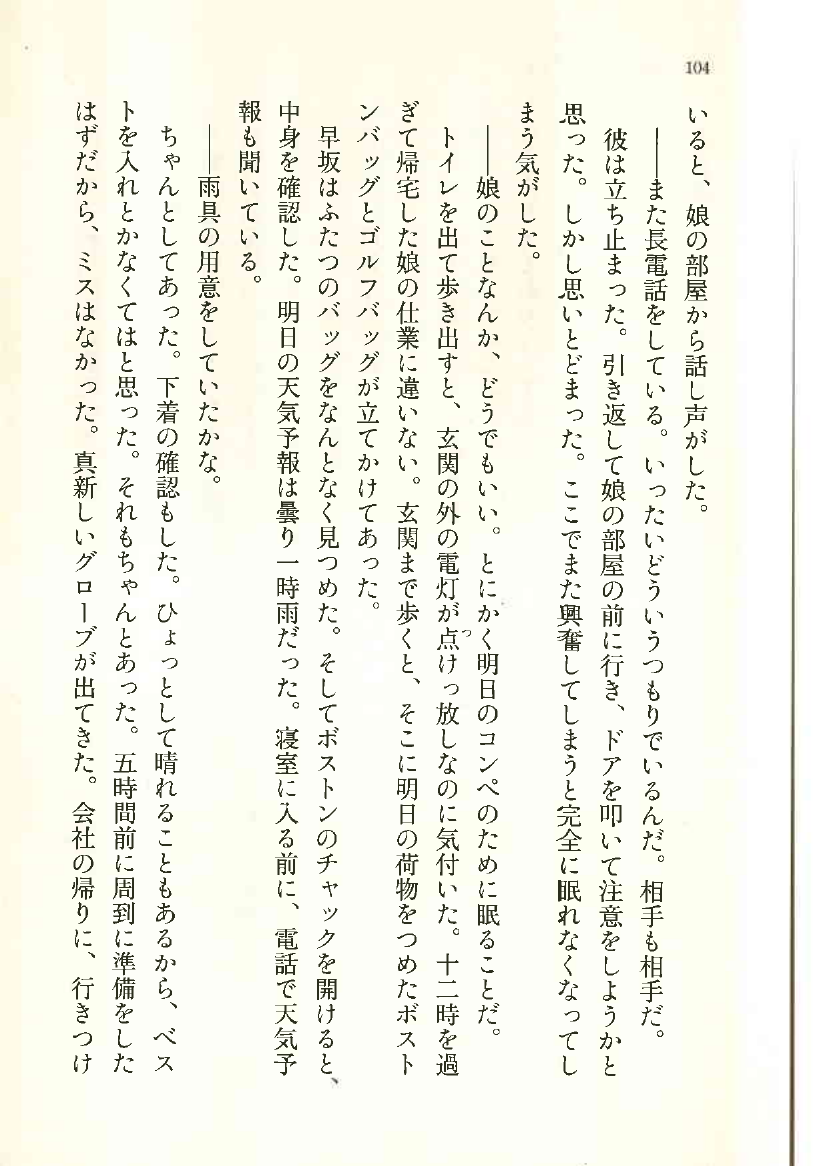 104
いると、娘の部屋から話し声がした。
――また長電話をしている。いったいどういうつもりでいるんだ。相手も相手だ。
彼は立ち止まった。引き返して娘の部屋の前に行き、ドアを叩いて注意をしようかと
思った。しかし思いとどまった。ここでまた興奮してしまうと完全に眠れなくなってし
まう気がした。
――娘のことなんか、どうでもいい。とにかく明日のコンペのために眠ることだ。
トイレを出て歩き出すと、玄関の外の電灯が点けっ放しなのに気付いた。十二時を過
ぎて帰宅した娘の仕業に違いない。玄関まで歩くと、そこに明日の荷物をつめたボスト
ンバッグとゴルフバッグが立てかけてあった。
早坂はふたつのバッグをなんとなく見つめた。そしてボストンのチャックを開けると、
中身を確認した。明日の天気予報は曇り一時雨だった。寝室に入る前に、電話で天気予
報も聞いている。
――雨具の用意をしていたかな。
ちゃんとしてあった。下着の確認もした。ひょっとして晴れることもあるから、ベス
トを入れとかなくてはと思った。それもちゃんとあった。五時間前に周到に準備をした
はずだから、ミスはなかった。真新しいグローブが出てきた。会社の帰りに、行きつけ